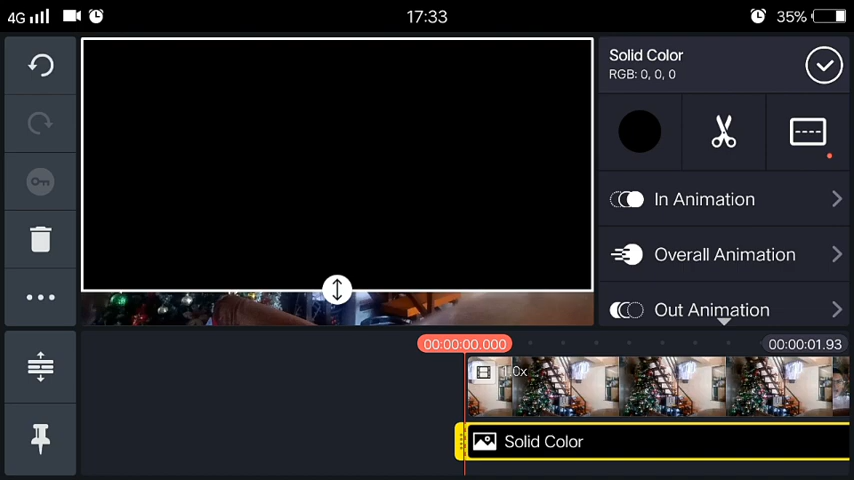 4G
17:33
35%
Solid Color
RGB: 0, 0, 0
In Animation
Overall Animation
Out Animation
00:00:00.000
00:00:01.93
1.0x
Solid Color